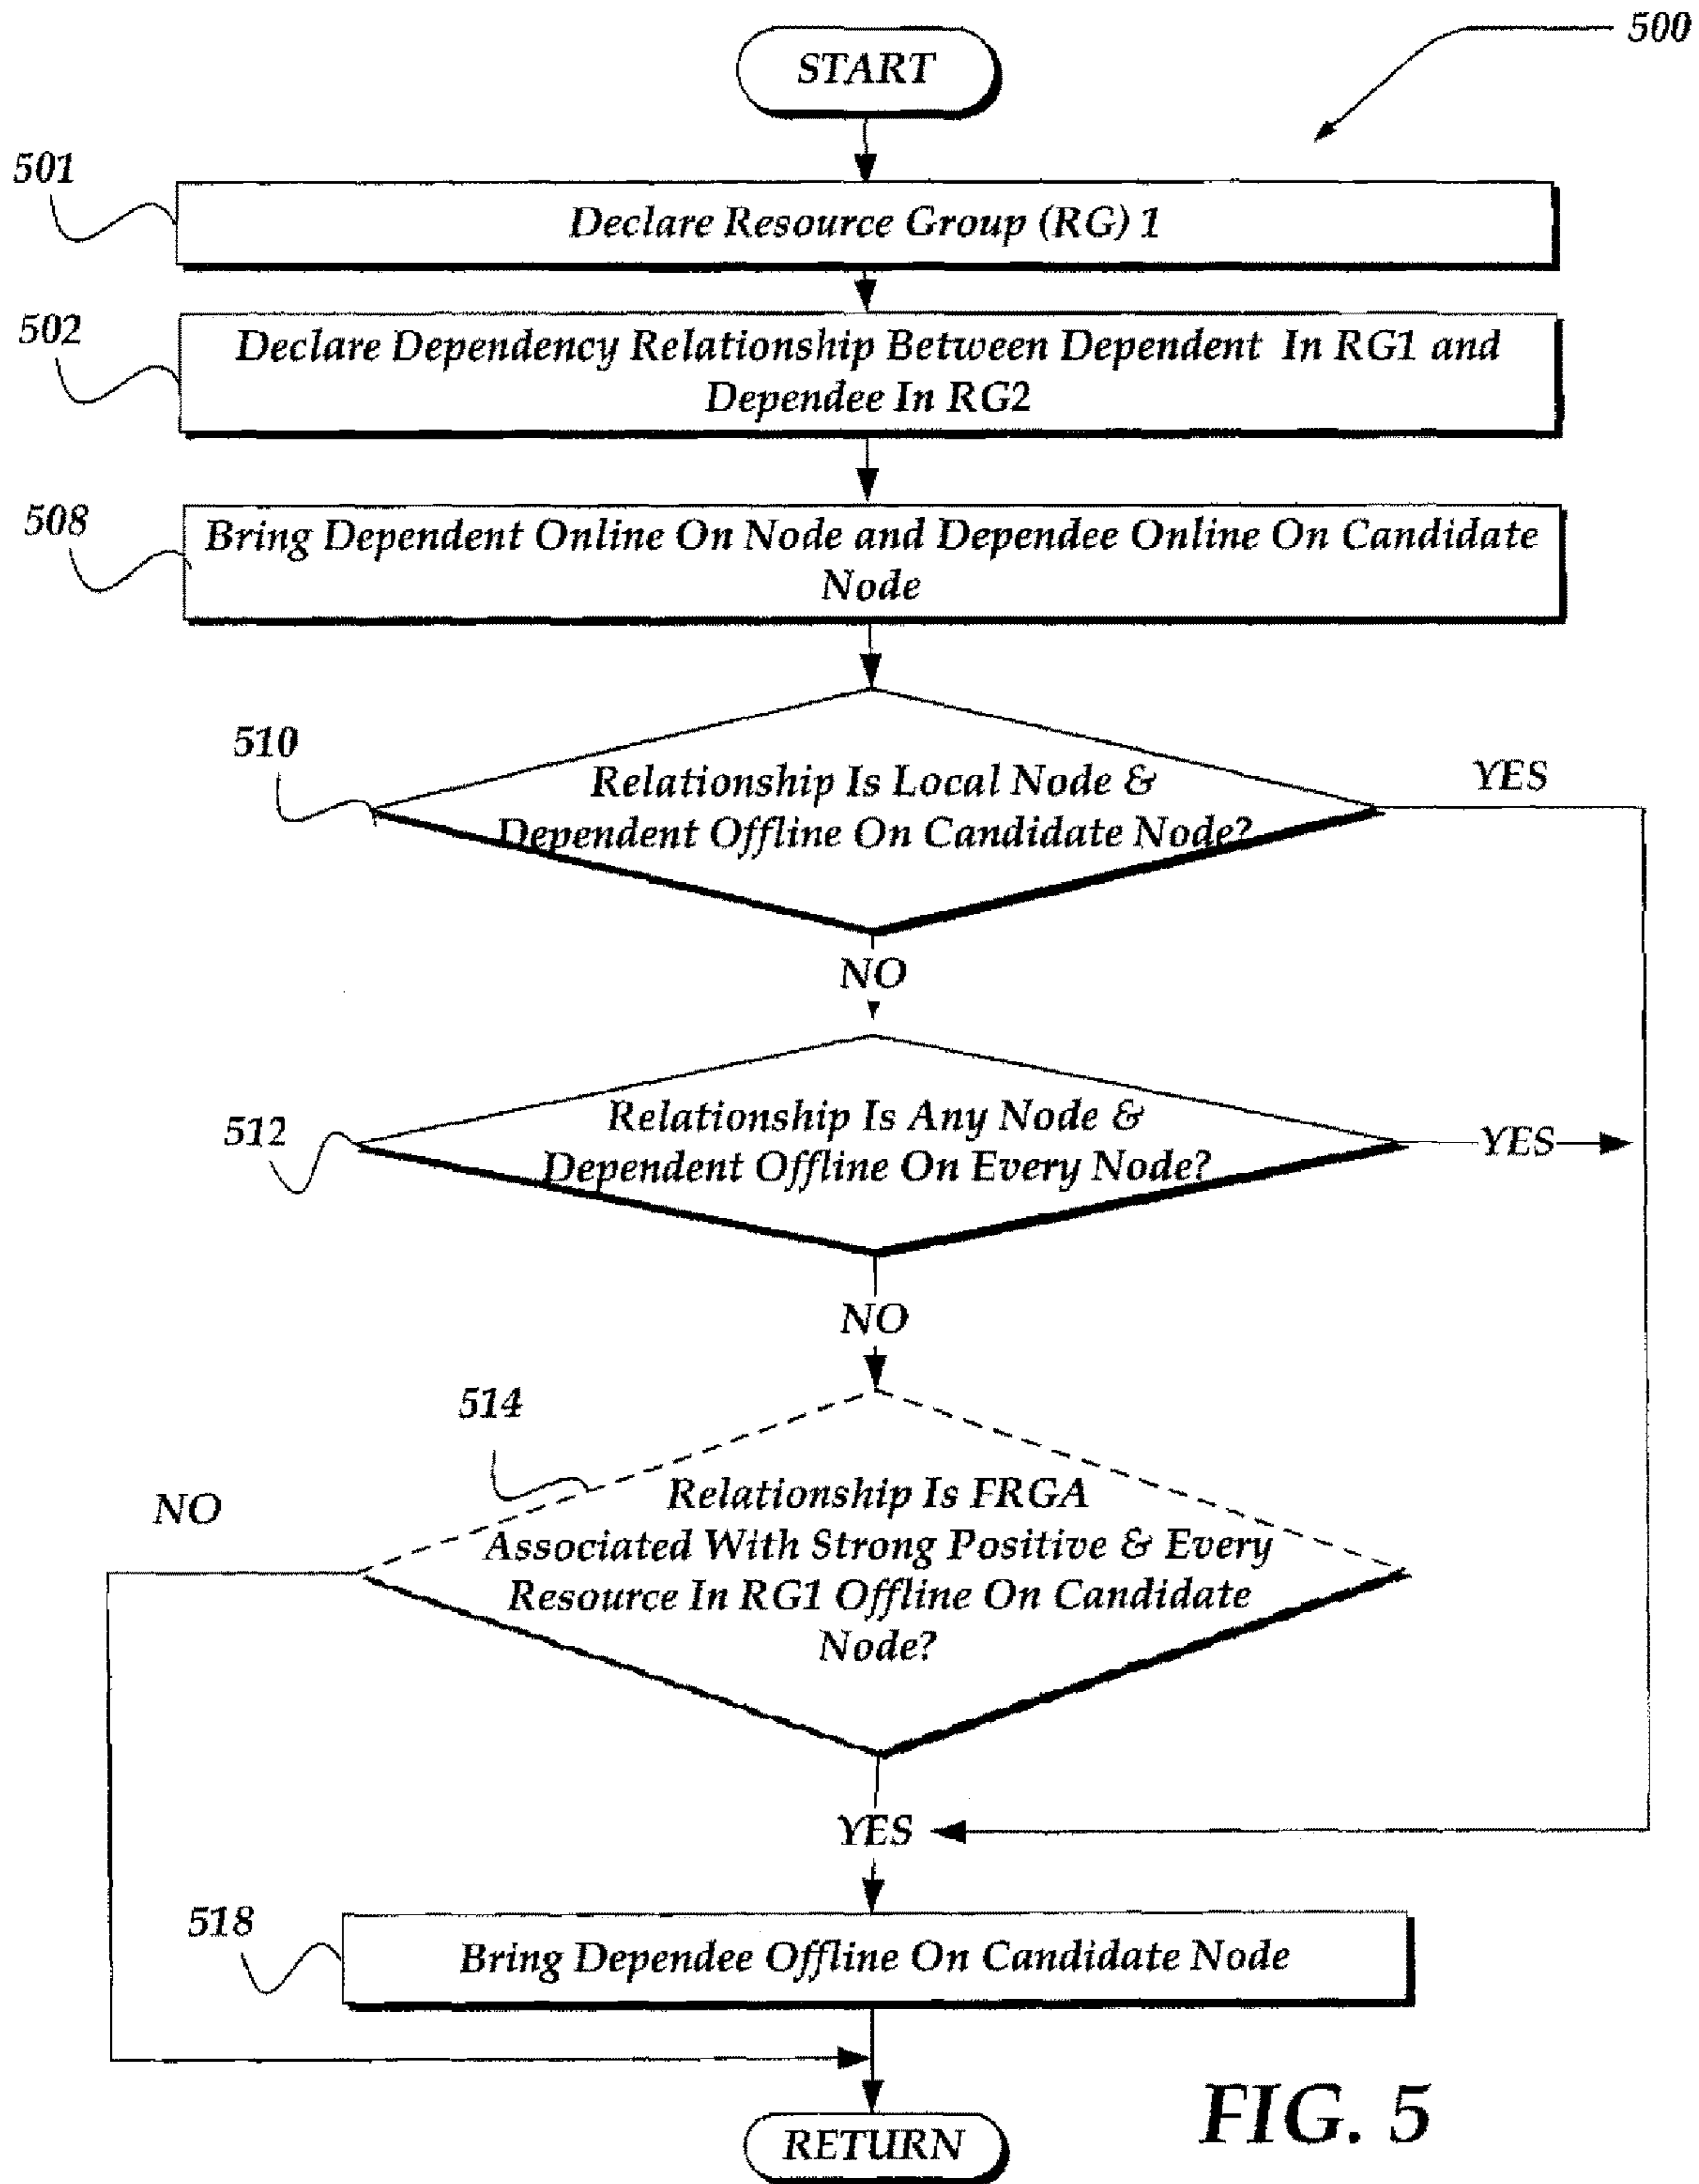 500
START
501
Declare Resource Group (RG) 1
502
Declare Dependency Relationship Between Dependent In RG1 and
Dependee In RG2
508
Bring Dependent Online On Node and Dependee Online On Candidate
Node
510
Relationship Is Local Node &
Dependent Offline On Candidate Node?
YES
NO
512
Relationship Is Any Node &
Dependent Offline On Every Node?
YES
NO
514
Relationship Is FRGA
Associated With Strong Positive & Every
Resource In RG1 Offline On Candidate
Node?
NO
YES
518
Bring Dependee Offline On Candidate Node
RETURN
FIG. 5